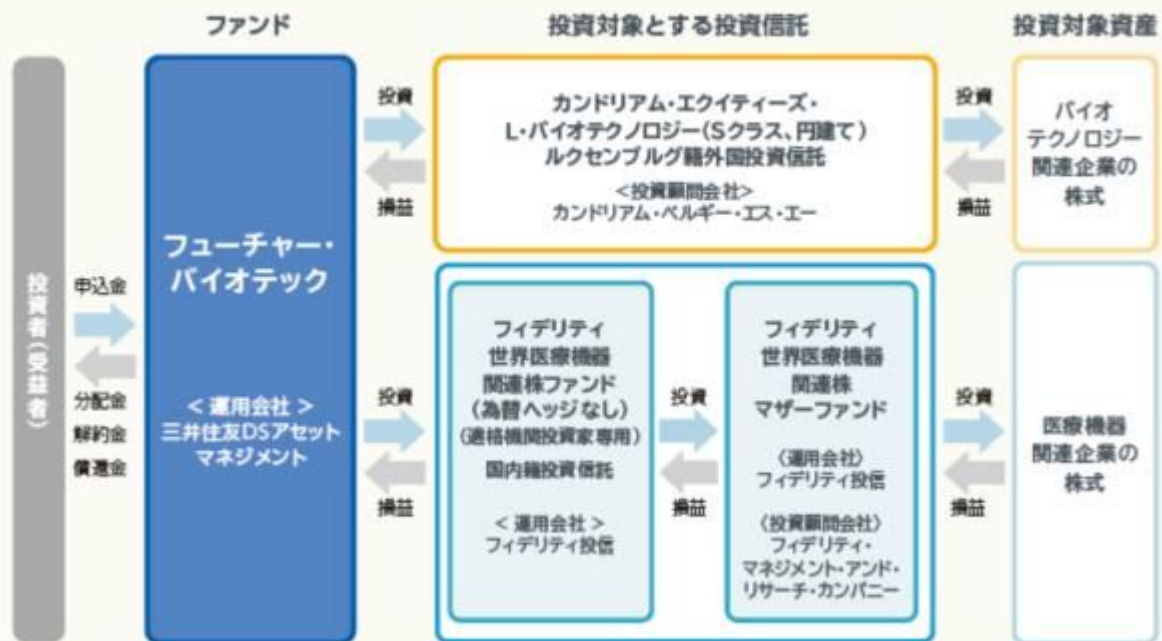 ファンド
投資対象とする投資信託
投資対象資産
投資者(受益者)
申込金
分配金
解約金
償還金
フューチャー・
バイオテック
< 運用会社 >
三井住友DSアセット
マネジメント
投資
損益
カンドリアム・エクイティーズ・
L・バイオテクノロジー(Sクラス、円建て)
ルクセンブルグ籍外国投資信託
<投資顧問会社>
カンドリアム・ベルギー・エス・エー
投資
損益
バイオ
テクノロジー
関連企業の
株式
投資
損益
フィデリティ
世界医療機器
関連株ファンド
(為替ヘッジなし)
(適格機関投資家専用)
国内籍投資信託
< 運用会社 >
フィデリティ投信
投資
損益
フィデリティ
世界医療機器
関連株
マザーファンド
〈運用会社〉
フィデリティ投信
〈投資顧問会社〉
フィデリティ・
マネジメント・アンド・
リサーチ・カンパニー
投資
損益
医療機器
関連企業の
株式